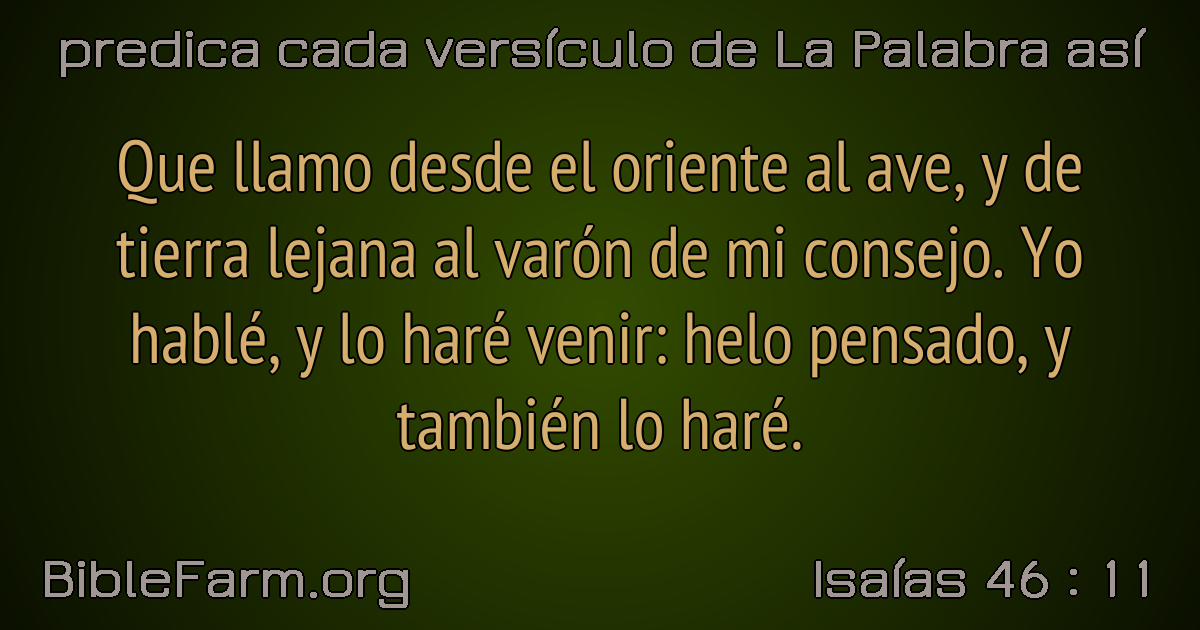 predica cada versículo de La Palabra así
Que llamo desde el oriente al ave, y de
tierra lejana al varón de mi consejo. Yo
hablé, y lo haré venir: helo pensado, y
también lo haré.
BibleFarm.org
Isaías 46 : 11